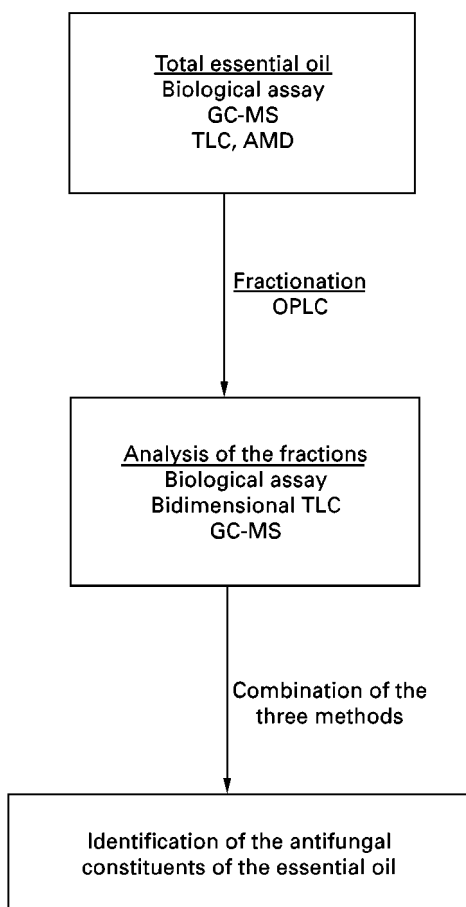 Total essential oil
Biological assay
GC-MS
TLC, AMD
Fractionation
OPLC
Analysis of the fractions
Biological assay
Bidimensional TLC
GC-MS
Combination of the
three methods
Identification of the antifungal
constituents of the essential oil